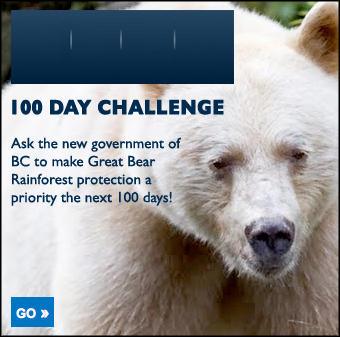 100 DAY CHALLENGE
Ask the new government of
BC to make Great Bear
Rainforest protection a
priority the next 100 days!
GO »